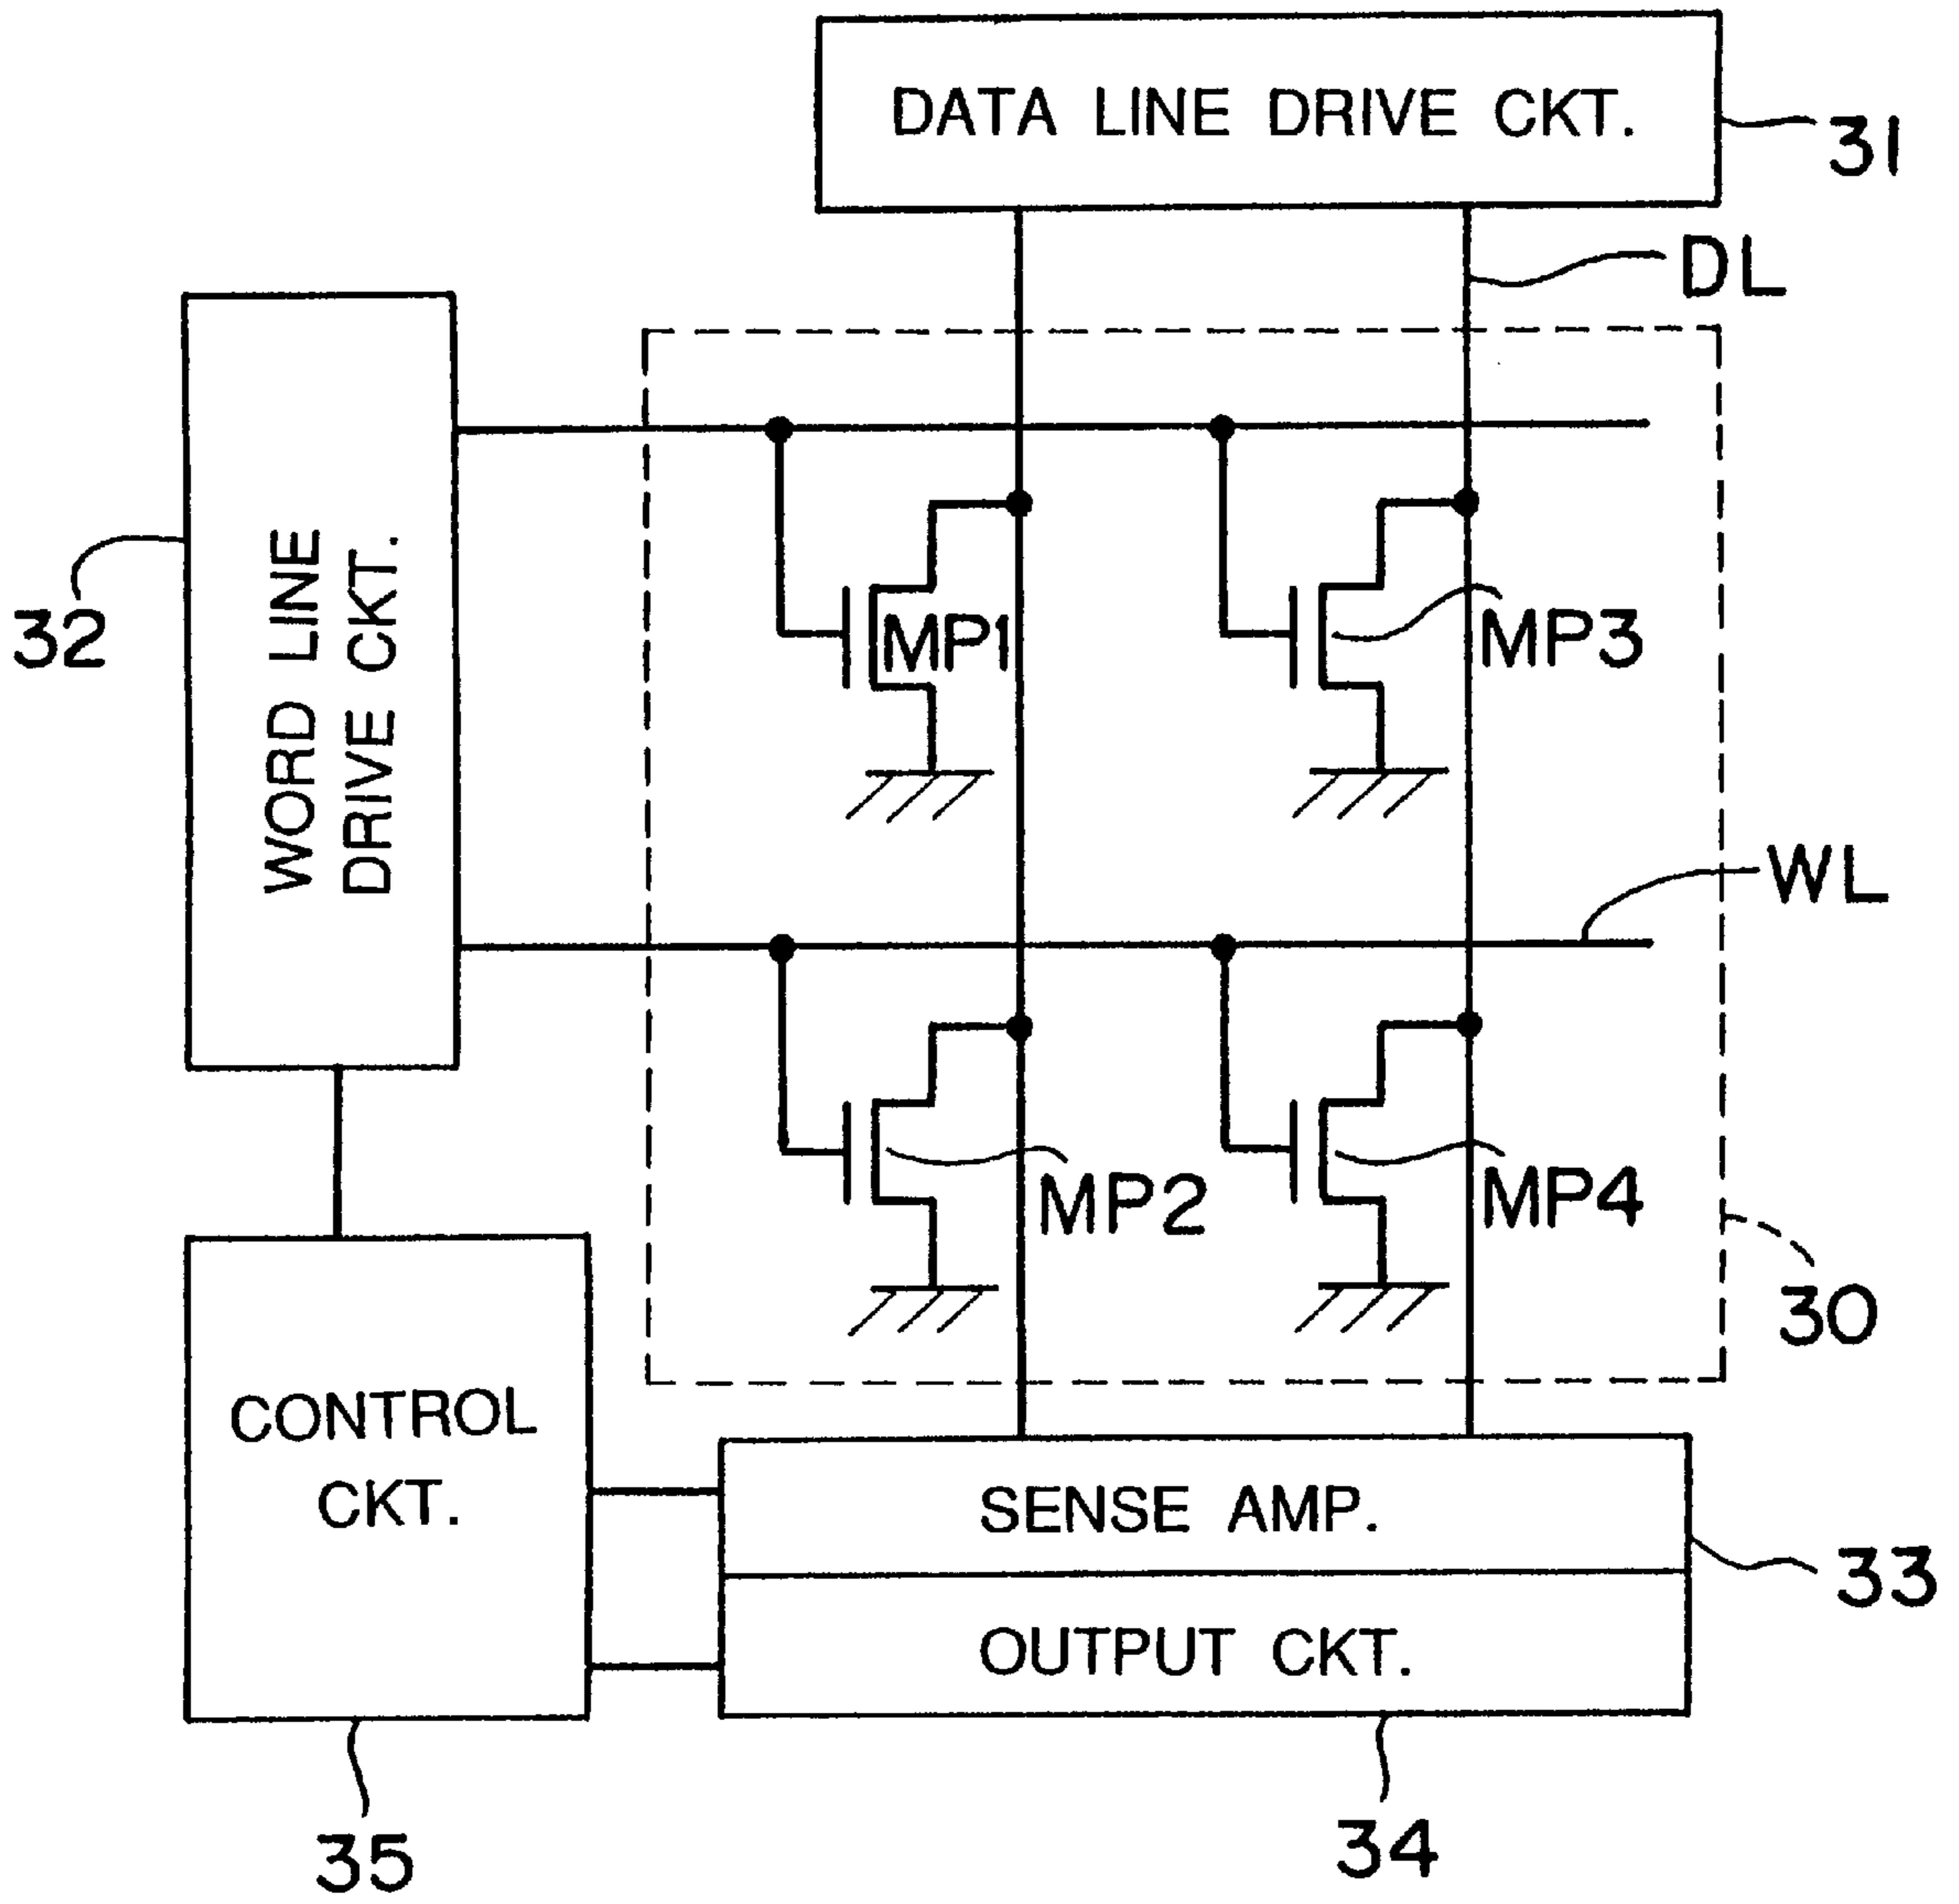 DATA LINE DRIVE CKT.
31
DL
WORD LINE
DRIVE CKT.
32
MP1
MP3
WL
MP2
MP4
30
CONTROL
CKT.
SENSE AMP.
33
OUTPUT CKT.
35
34